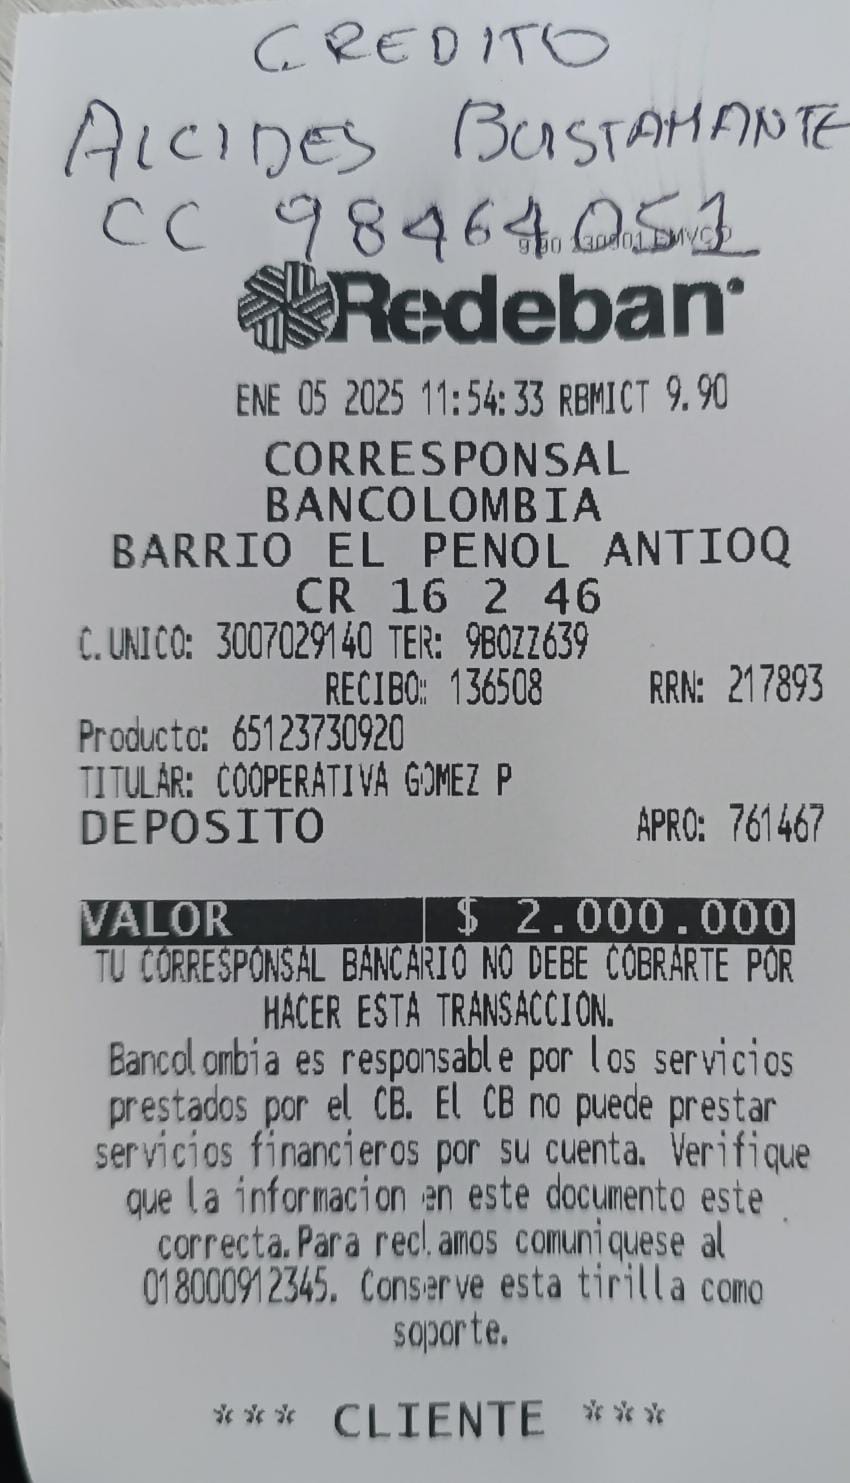 CREDITO
ALCIDES BUSTAMANTE
CC 98464051
Redeban
ENE 05 2025 11:54:33 RBMICT 9.90
CORRESPONSAL
BANCOLOMBIA
BARRIO EL PENOL ANTIOQ
CR 16 2 46
C.UNICO: 3007029140 TER: 9B0ZZ639
RECIBO: 136508 RRN: 217893
Producto: 65123730920
TITULAR: COOPERATIVA GOMEZ P
DEPOSITO APRO: 761467
VALOR $ 2.000.000
TU CORRESPONSAL BANCARIO NO DEBE COBRARTE POR
HACER ESTA TRANSACCION.
Bancolombia es responsable por los servicios
prestados por el CB. El CB no puede prestar
servicios financieros por su cuenta. Verifique
que la informacion en este documento este
correcta.Para reclamos comuniquese al
018000912345. Conserve esta tirilla como
soporte.
*** CLIENTE ***